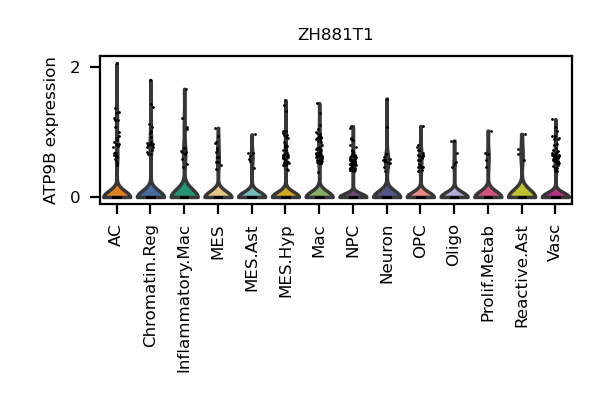 ZH881T1
ATP9B expression
2
0
AC
Chromatin.Reg
Inflammatory.Mac
MES
MES.Ast
MES.Hyp
Mac
NPC
Neuron
OPC
Oligo
Prolif.Metab
Reactive.Ast
Vasc